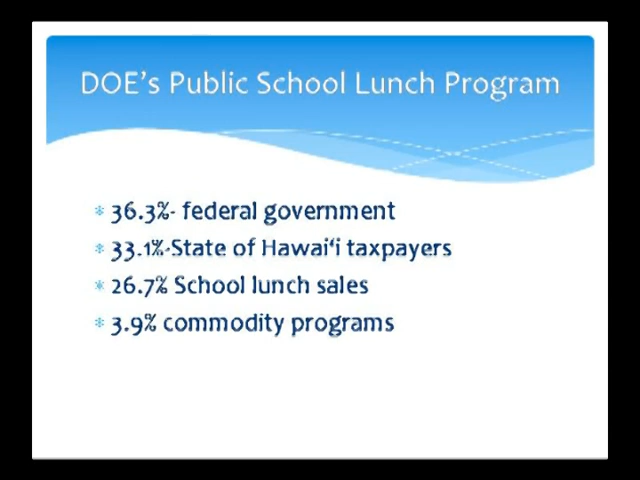 DOE’s Public School Lunch Program
36.3%- federal government
33.1%-State of Hawai‘i taxpayers
26.7% School lunch sales
3.9% commodity programs